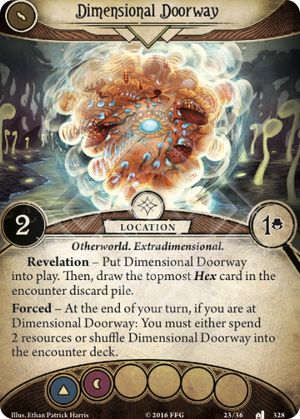 Dimensional Doorway
2
LOCATION
1
Otherworld. Extradimensional.
Revelation – Put Dimensional Doorway
into play. Then, draw the topmost Hex card in the
encounter discard pile.
Forced – At the end of your turn, if you are at
Dimensional Doorway: You must either spend
2 resources or shuffle Dimensional Doorway into
the encounter deck.
Illus. Ethan Patrick Harris
© 2016 FFG
23/36
328